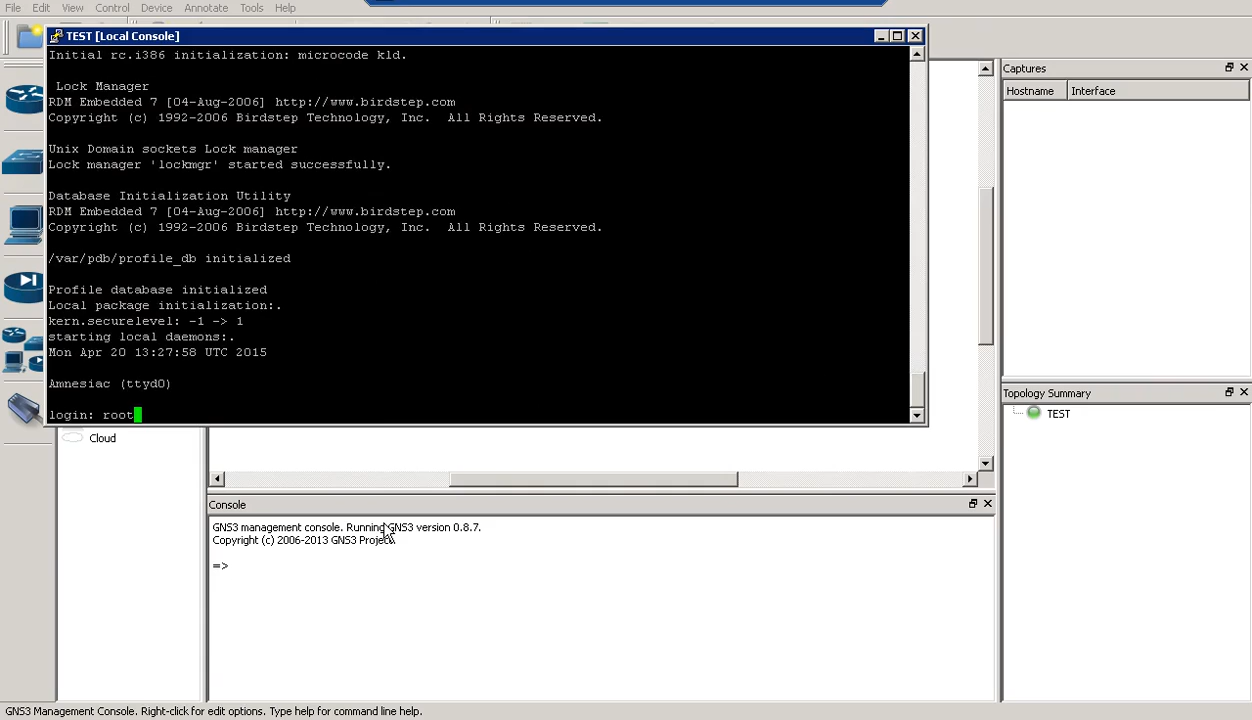 File Edit View Control Device Annotate Tools Help
TEST [Local Console]
Initial rc.i386 initialization: microcode kld.
Lock Manager
RDM Embedded 7 [04-Aug-2006] http://www.birdstep.com
Copyright (c) 1992-2006 Birdstep Technology, Inc. All Rights Reserved.
Unix Domain sockets Lock manager
Lock manager 'lockmgr' started successfully.
Database Initialization Utility
RDM Embedded 7 [04-Aug-2006] http://www.birdstep.com
Copyright (c) 1992-2006 Birdstep Technology, Inc. All Rights Reserved.
/var/pdb/profile_db initialized
Profile database initialized
Local package initialization:.
kern.securelevel: -1 -> 1
starting local daemons:.
Mon Apr 20 13:27:58 UTC 2015
Amnesiac (ttyd0)
login: root
Cloud
Captures
Hostname Interface
Topology Summary
TEST
Console
GNS3 management console. Running GNS3 version 0.8.7.
Copyright (c) 2006-2013 GNS3 Project.
=>
GNS3 Management Console. Right-click for edit options. Type help for command line help.